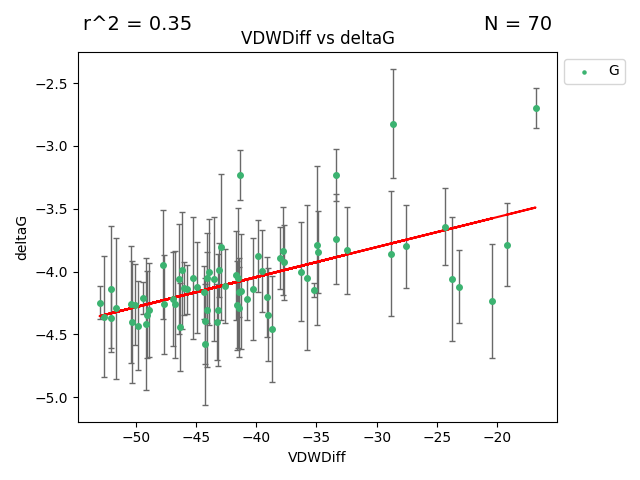 r^2 = 0.35
N = 70
VDWDiff vs deltaG
G
−2.5
−3.0
−3.5
−4.0
−4.5
−5.0
deltaG
−50 −45 −40 −35 −30 −25 −20
VDWDiff